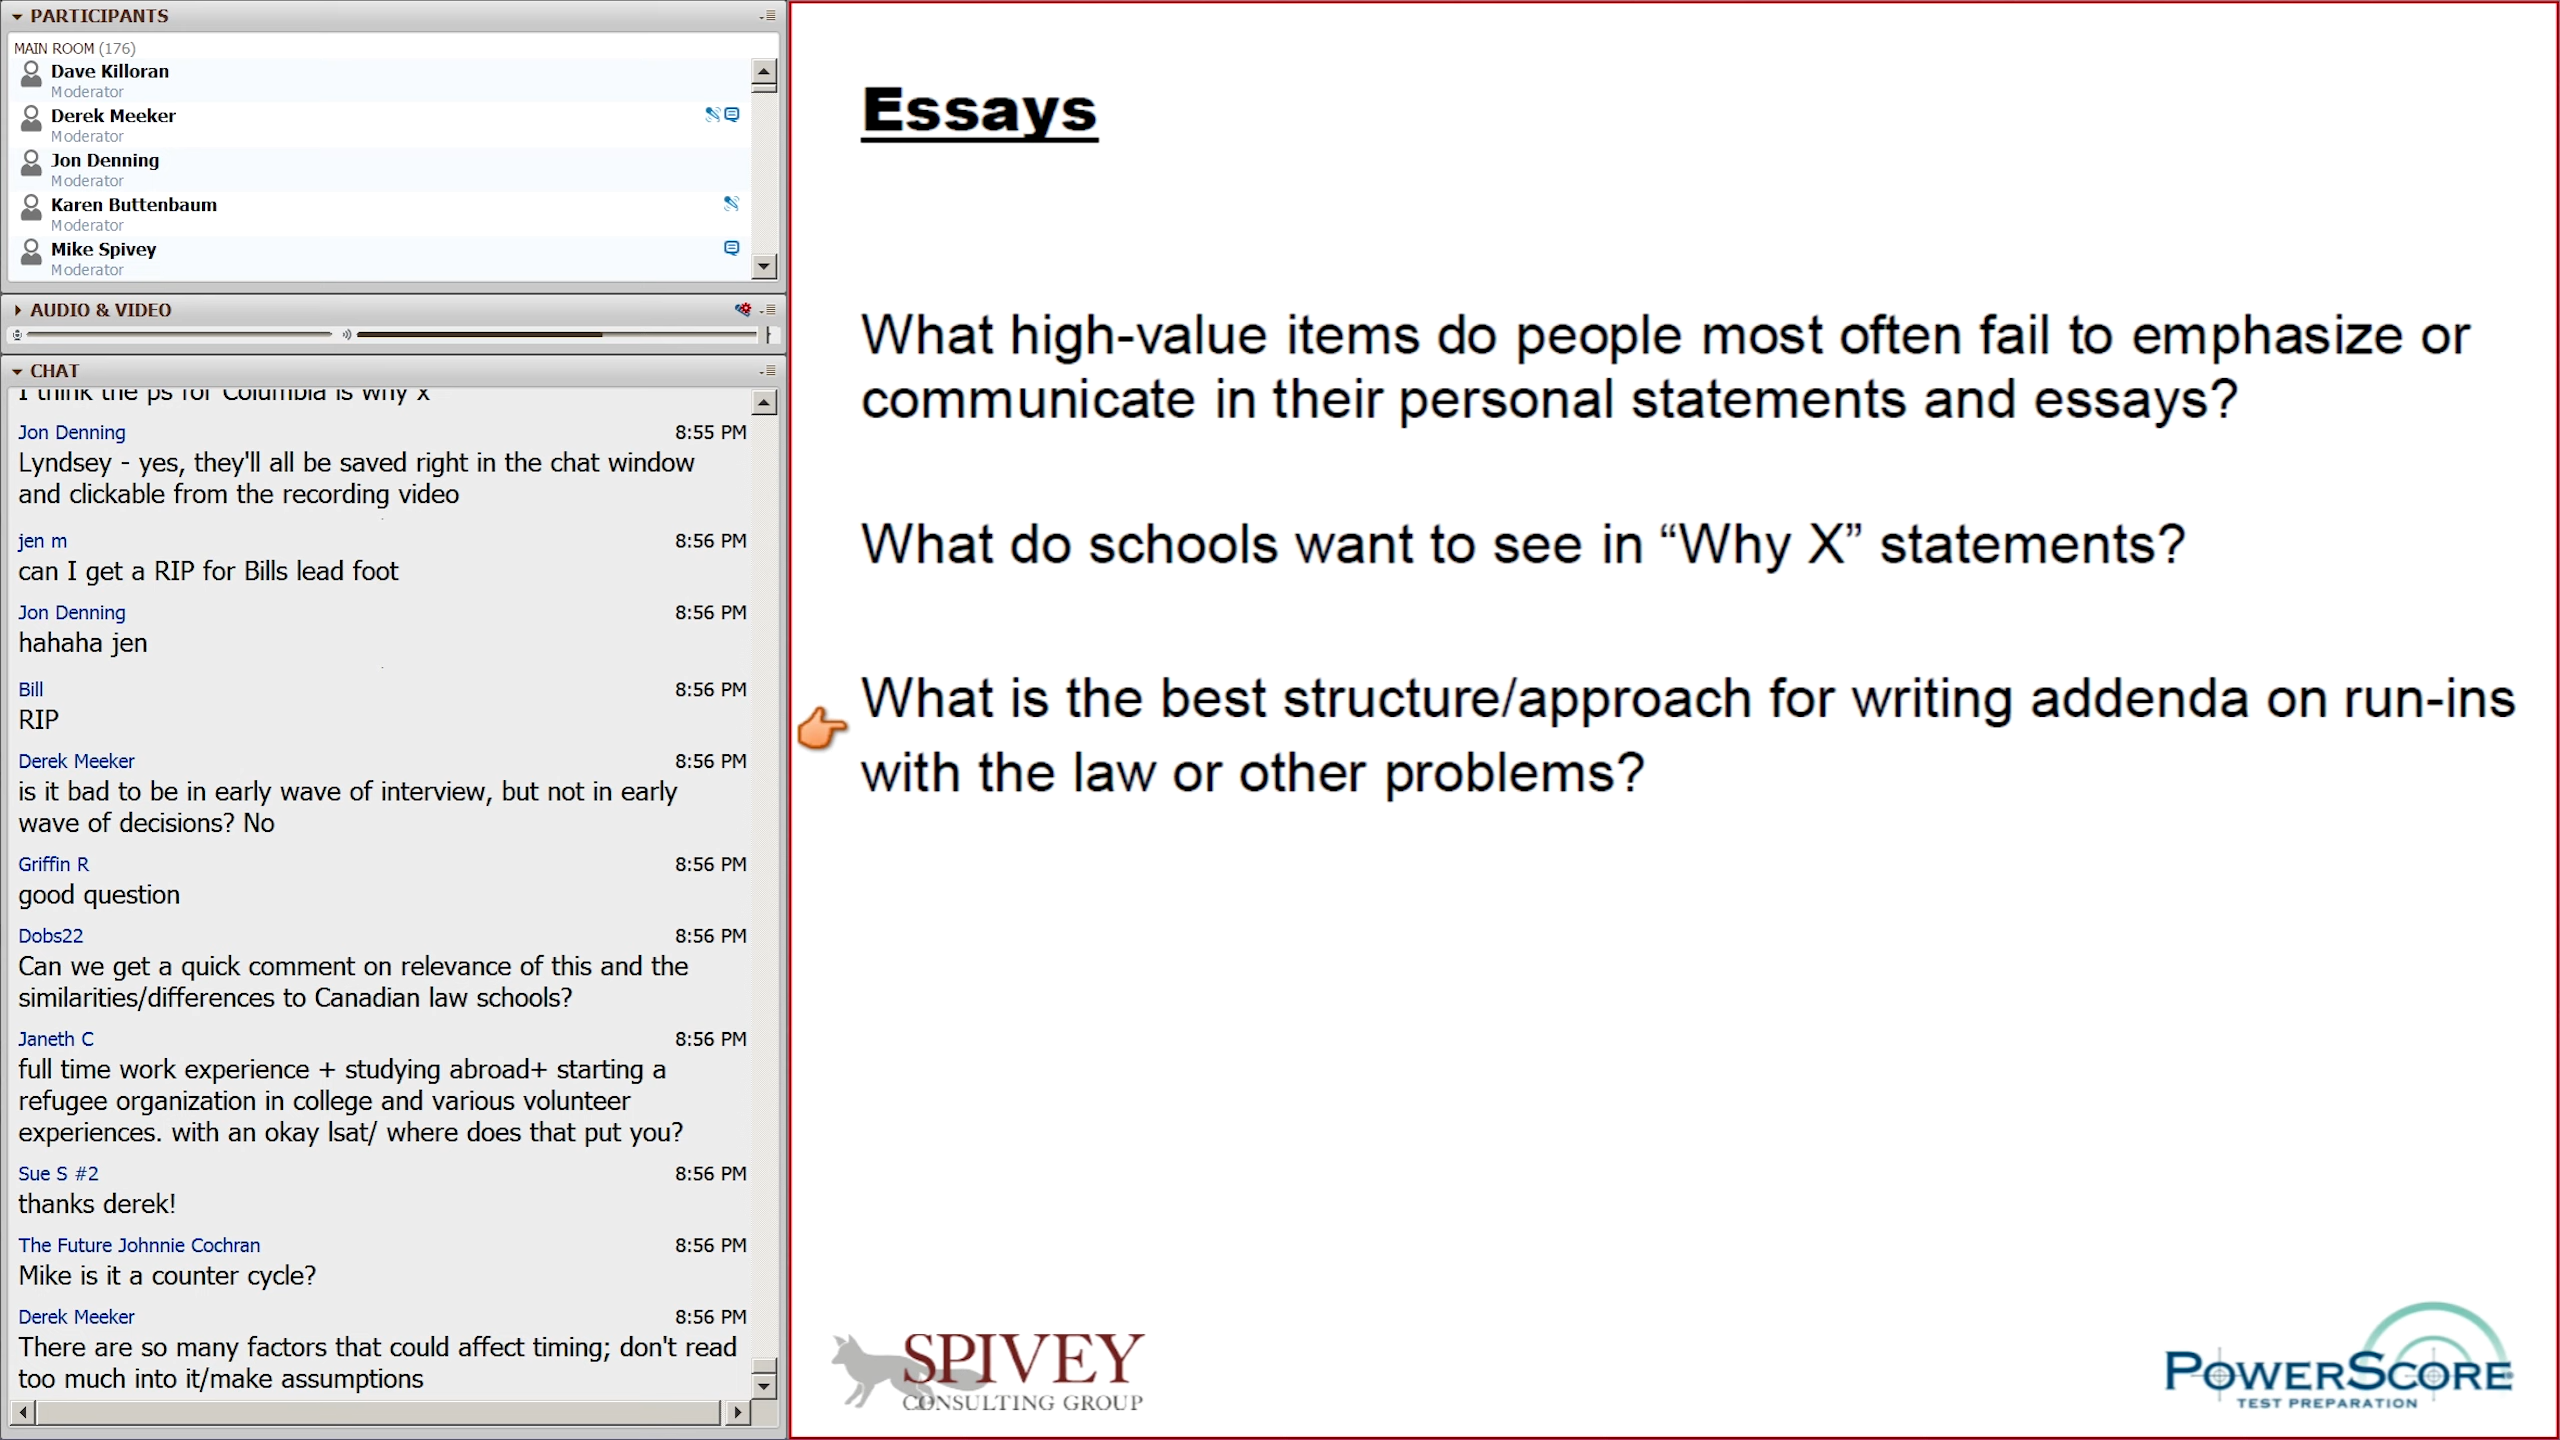 PARTICIPANTS
MAIN ROOM (176)
Dave Killoran
Moderator
Derek Meeker
Moderator
Jon Denning
Moderator
Karen Buttenbaum
Moderator
Mike Spivey
Moderator
AUDIO & VIDEO
CHAT
I think the ps for Columbia is why x
Jon Denning 8:55 PM
Lyndsey - yes, they'll all be saved right in the chat window
and clickable from the recording video
jen m 8:56 PM
can I get a RIP for Bills lead foot
Jon Denning 8:56 PM
hahaha jen
Bill 8:56 PM
RIP
Derek Meeker 8:56 PM
is it bad to be in early wave of interview, but not in early
wave of decisions? No
Griffin R 8:56 PM
good question
Dobs22 8:56 PM
Can we get a quick comment on relevance of this and the
similarities/differences to Canadian law schools?
Janeth C 8:56 PM
full time work experience + studying abroad+ starting a
refugee organization in college and various volunteer
experiences. with an okay lsat/ where does that put you?
Sue S #2 8:56 PM
thanks derek!
The Future Johnnie Cochran 8:56 PM
Mike is it a counter cycle?
Derek Meeker 8:56 PM
There are so many factors that could affect timing; don't read
too much into it/make assumptions
Essays
What high-value items do people most often fail to emphasize or
communicate in their personal statements and essays?
What do schools want to see in “Why X” statements?
What is the best structure/approach for writing addenda on run-ins
with the law or other problems?
SPIVEY
CONSULTING GROUP
POWERSCORE
TEST PREPARATION